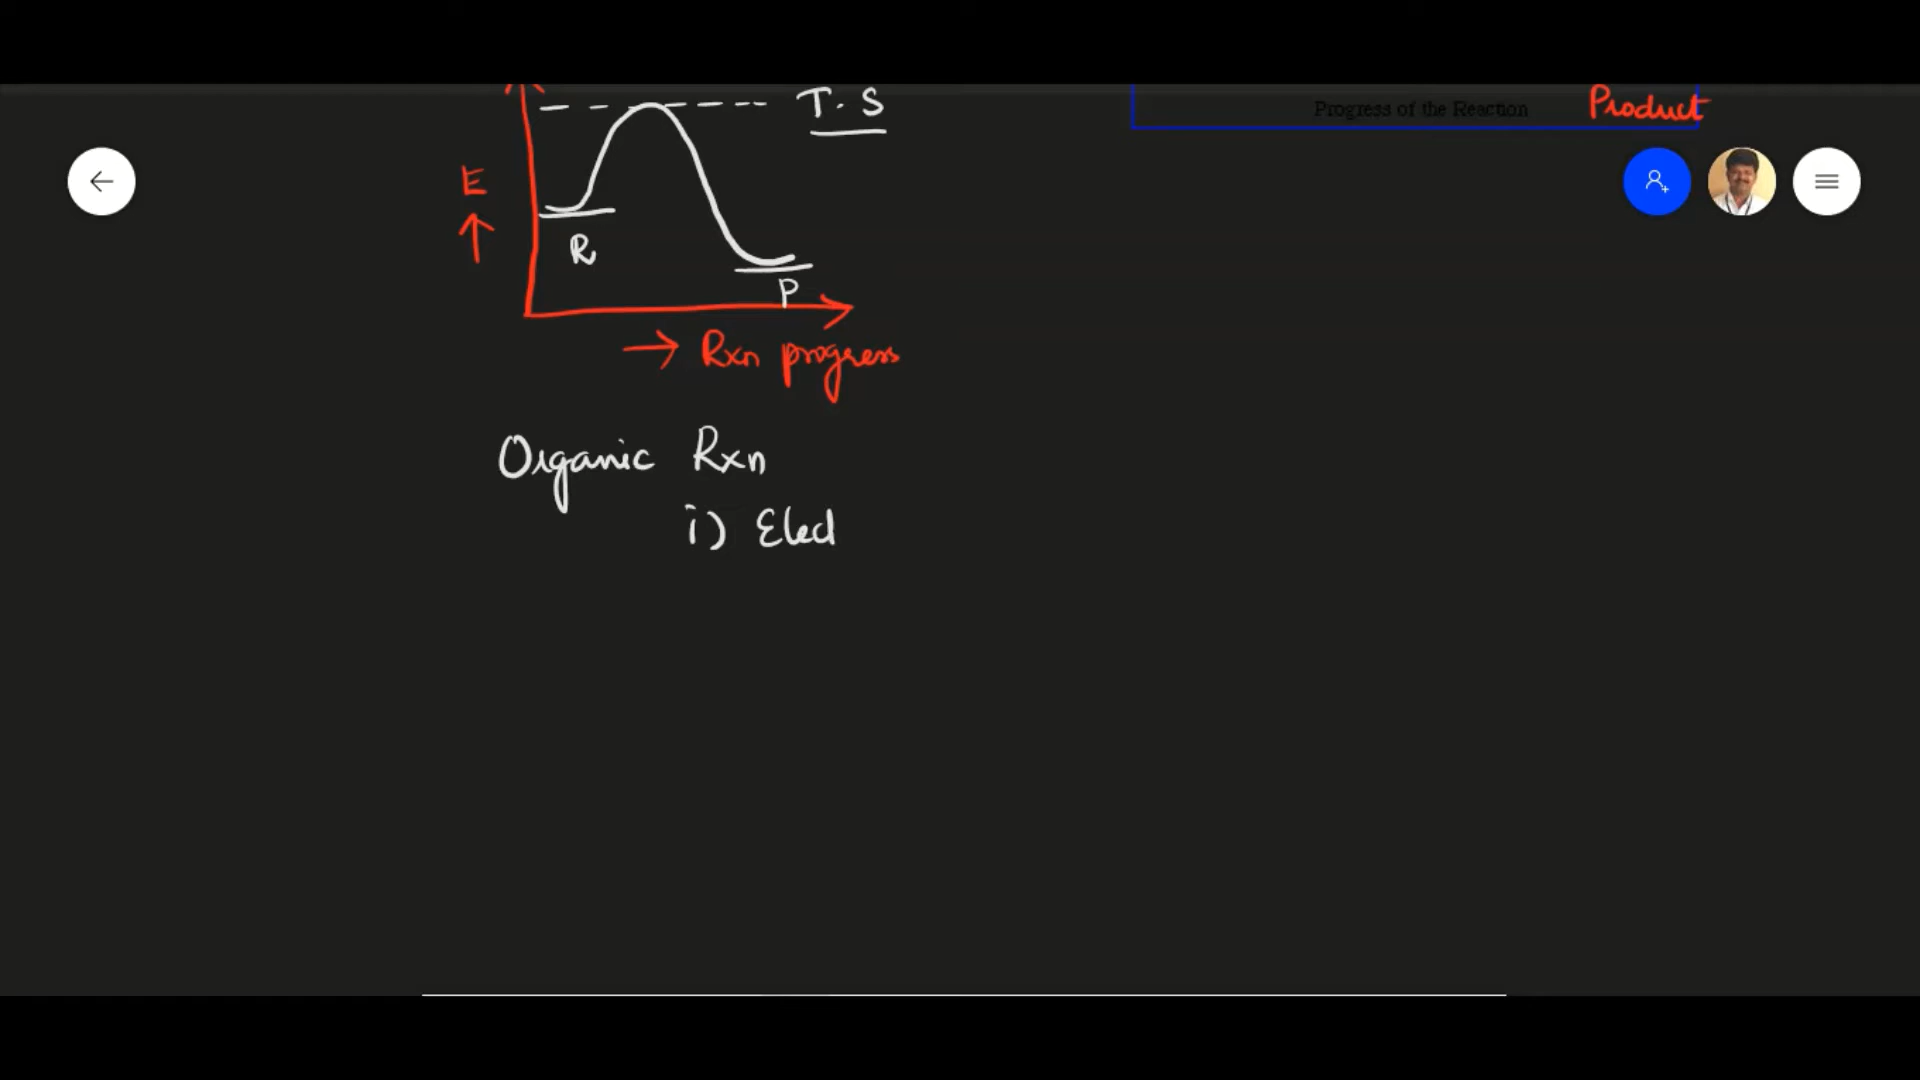 T.S
E
R
P
→ Rxn progress
Organic Rxn
i) Elect
Progress of the Reaction
Product